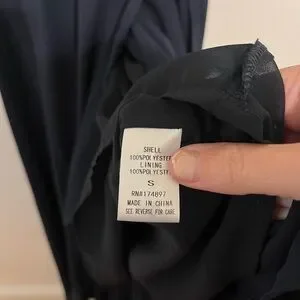 SHELL
100%POLYESTER
LINING
100%POLYESTER
S
RN#174897
MADE IN CHINA
SEE REVERSE FOR CARE